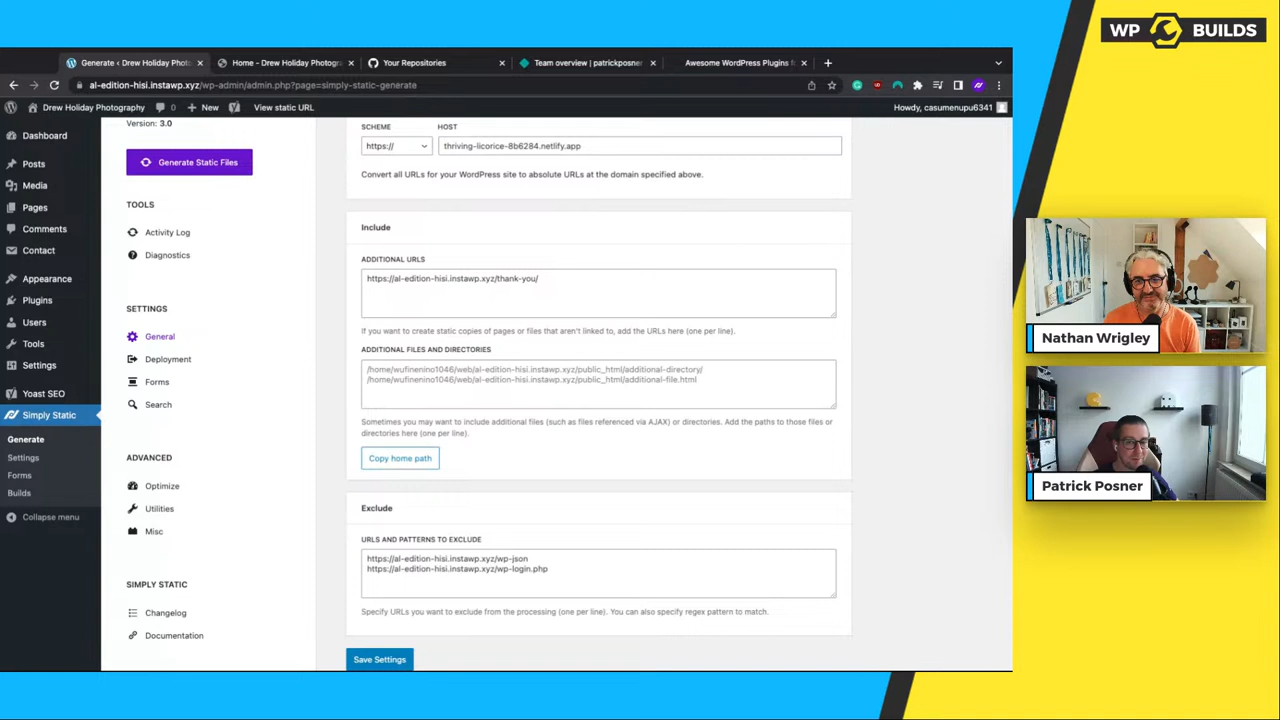 WP BUILDS
Generate ‹ Drew Holiday Photo
Home - Drew Holiday Photogra
Your Repositories
Team overview | patrickposner
Awesome WordPress Plugins f
al-edition-hisi.instawp.xyz/wp-admin/admin.php?page=simply-static-generate
Drew Holiday Photography
0
New
View static URL
Howdy, casumenupu6341
Dashboard
Posts
Media
Pages
Comments
Contact
Appearance
Plugins
Users
Tools
Settings
Yoast SEO
Simply Static
Generate
Settings
Forms
Builds
Collapse menu
Version: 3.0
Generate Static Files
TOOLS
Activity Log
Diagnostics
SETTINGS
General
Deployment
Forms
Search
ADVANCED
Optimize
Utilities
Misc
SIMPLY STATIC
Changelog
Documentation
SCHEME HOST
https:// thriving-licorice-8b6284.netlify.app
Convert all URLs for your WordPress site to absolute URLs at the domain specified above.
Include
ADDITIONAL URLS
https://al-edition-hisi.instawp.xyz/thank-you/
If you want to create static copies of pages or files that aren't linked to, add the URLs here (one per line).
ADDITIONAL FILES AND DIRECTORIES
/home/wufinenino1046/web/al-edition-hisi.instawp.xyz/public_html/additional-directory/
/home/wufinenino1046/web/al-edition-hisi.instawp.xyz/public_html/additional-file.html
Sometimes you may want to include additional files (such as files referenced via AJAX) or directories. Add the paths to those files or
directories here (one per line).
Copy home path
Exclude
URLS AND PATTERNS TO EXCLUDE
https://al-edition-hisi.instawp.xyz/wp-json
https://al-edition-hisi.instawp.xyz/wp-login.php
Specify URLs you want to exclude from the processing (one per line). You can also specify regex pattern to match.
Save Settings
Nathan Wrigley
Patrick Posner